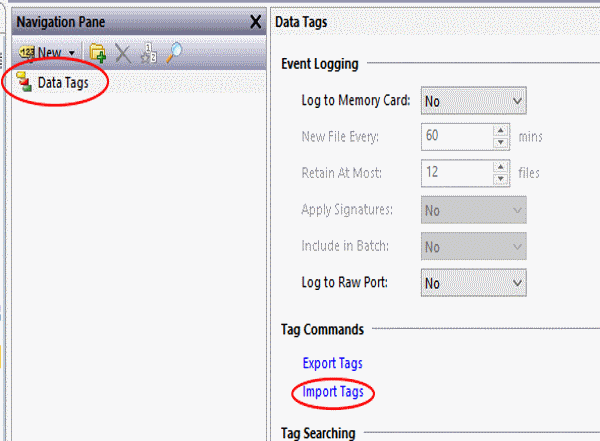 Navigation Pane
New
Data Tags
Data Tags
Event Logging
Log to Memory Card: No
New File Every: 60 mins
Retain At Most: 12 files
Apply Signatures: No
Include in Batch: No
Log to Raw Port: No
Tag Commands
Export Tags
Import Tags
Tag Searching